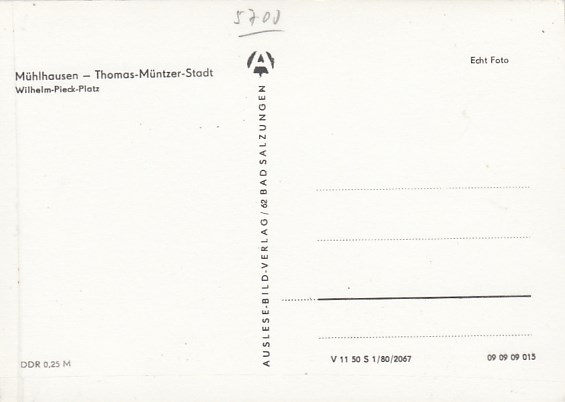 5700
Mühlhausen – Thomas-Müntzer-Stadt
Wilhelm-Pieck-Platz
Echt Foto
AUSLESE-BILD-VERLAG/62 BAD SALZUNGEN
DDR 0,25 M
V 11 50 S 1/80/2067
09 09 09 015